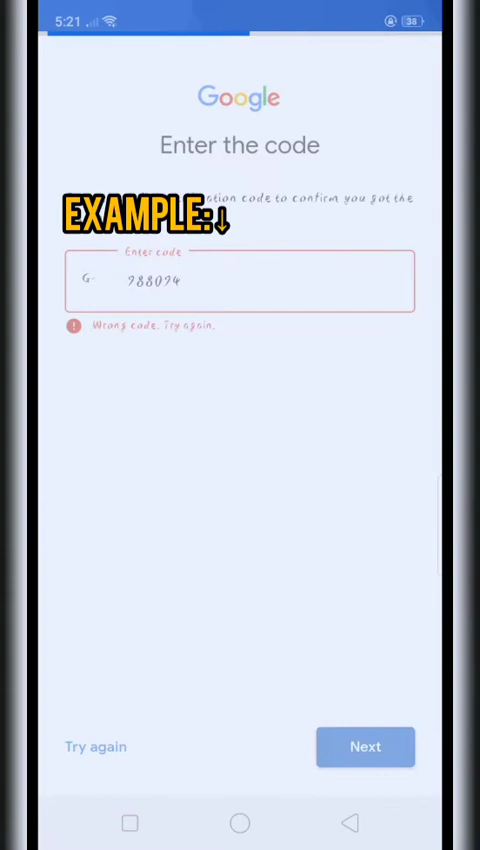 5:21
38
Google
Enter the code
ation code to confirm you got the
EXAMPLE:↓
Enter code
G-
Wrong code. Try again.
Try again
Next